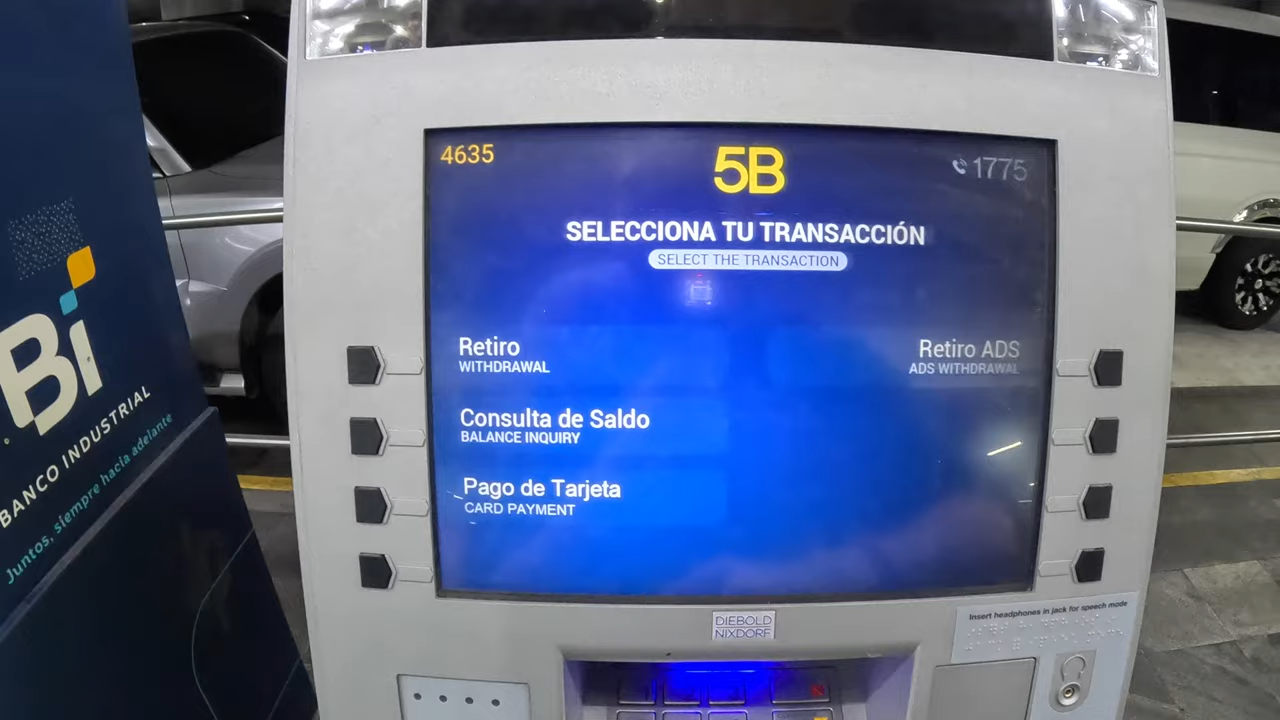 4635
5B
1775
SELECCIONA TU TRANSACCIÓN
SELECT THE TRANSACTION
Retiro
WITHDRAWAL
Retiro ADS
ADS WITHDRAWAL
Consulta de Saldo
BALANCE INQUIRY
Pago de Tarjeta
CARD PAYMENT
DIEBOLD
NIXDORF
Insert headphones in jack for speech mode
Bi
BANCO INDUSTRIAL
Juntos, siempre hacia adelante